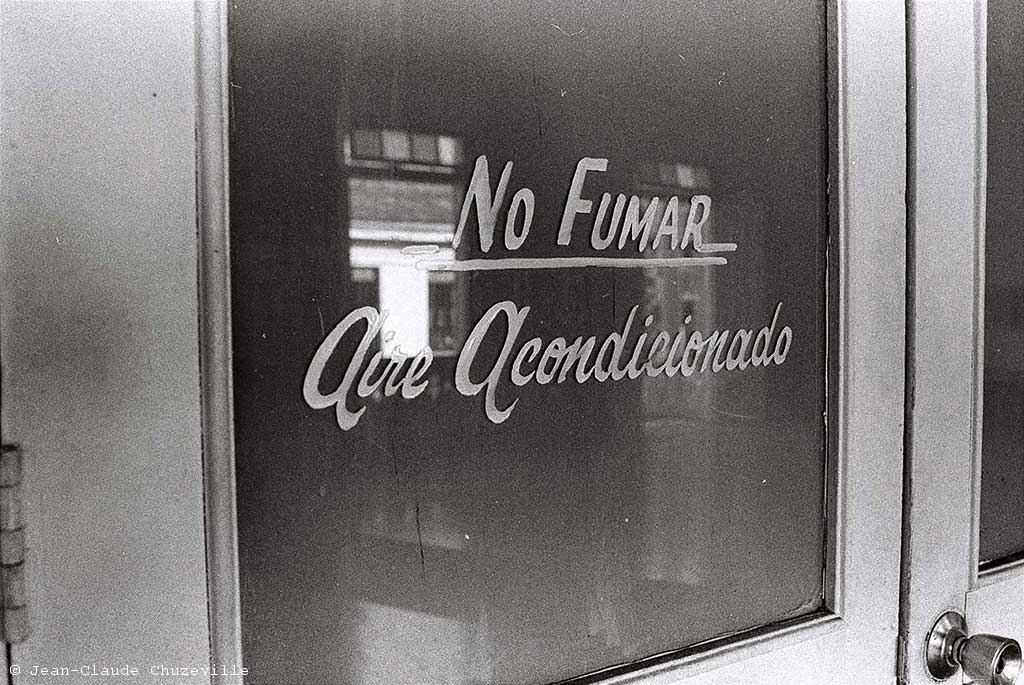 No FUMAR
Aire Acondicionado
© Jean-Claude Chuzeville